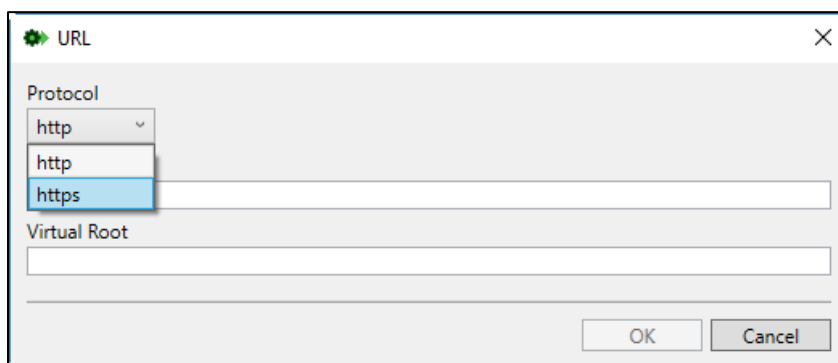 URL
Protocol
http
http
https
Virtual Root
OK Cancel